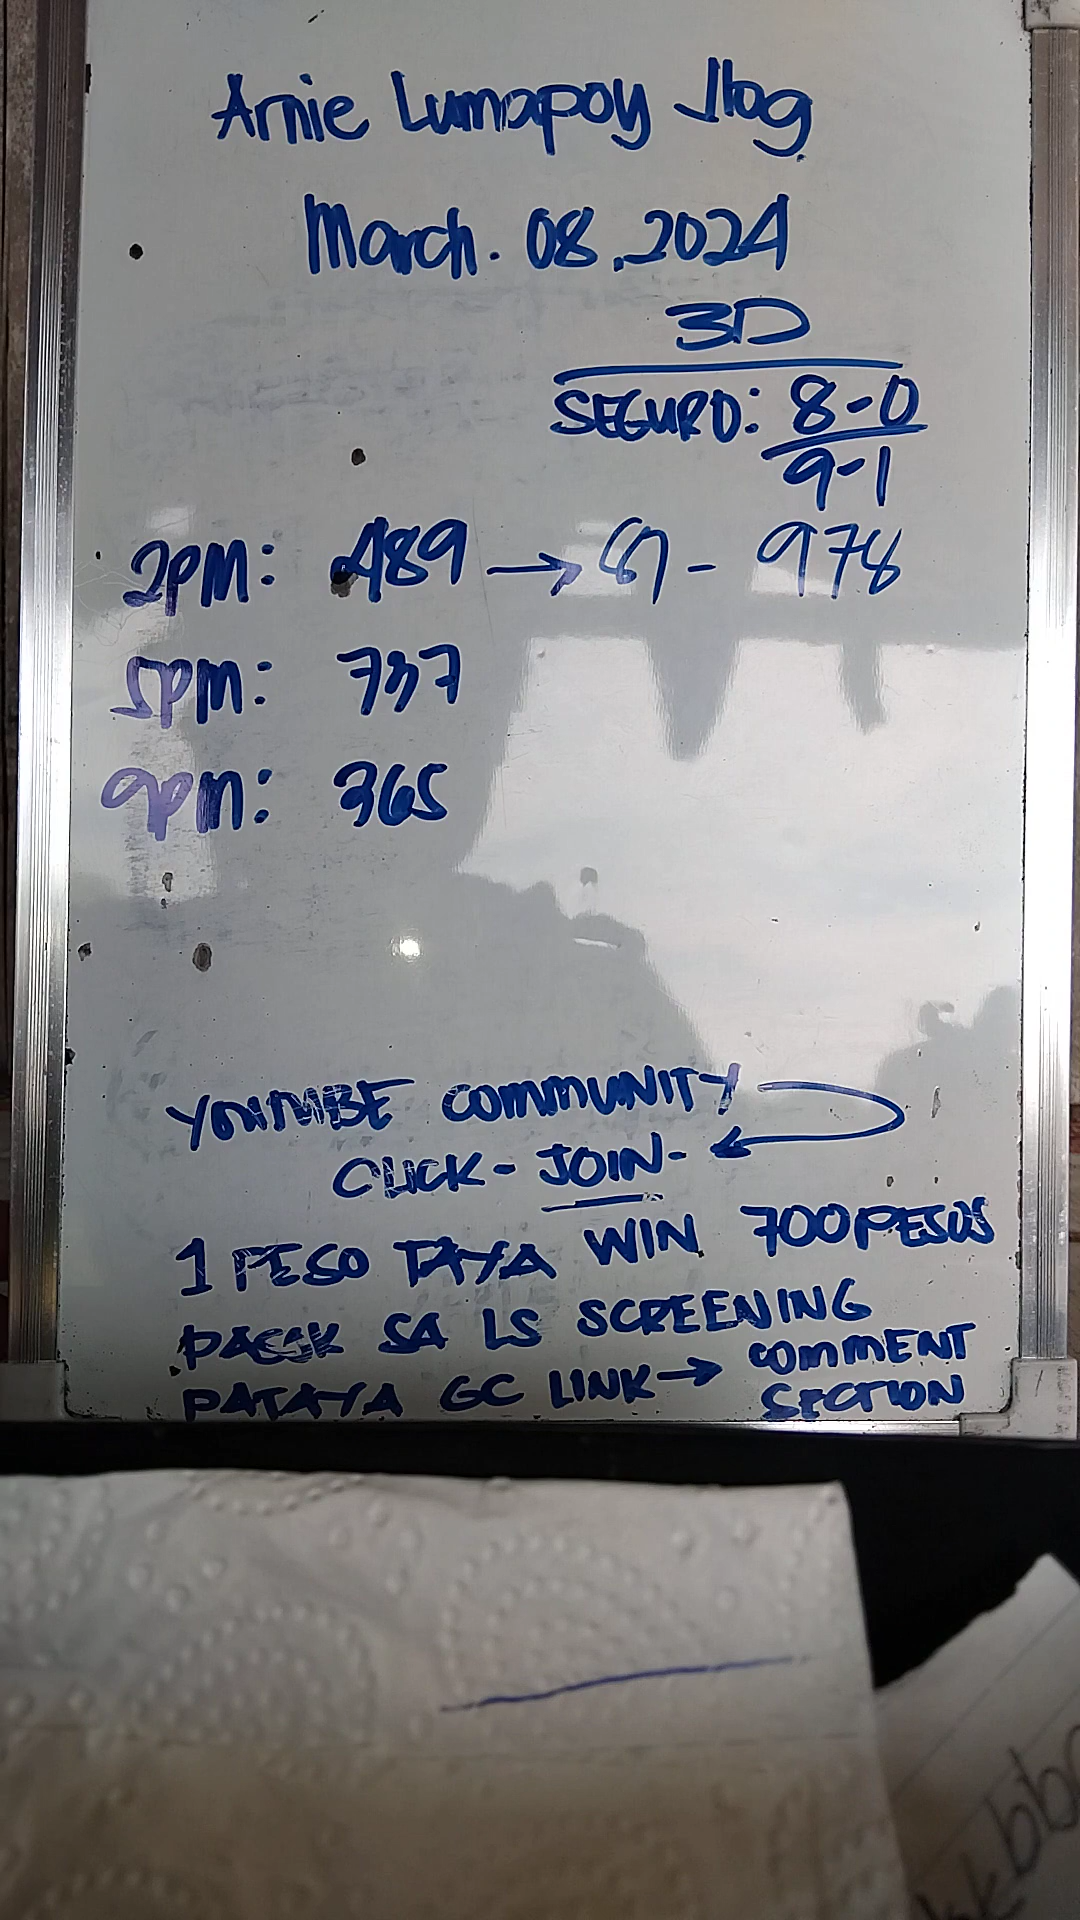 Arnie Lumapoy Vlog
March. 08.2024
3D
SEGURO: 8-0
9-1
2pm: 489 → 87 - 978
5pm: 737
9pm: 365
YOUTUBE COMMUNITY
CLICK - JOIN -
1 PESO TAYA WIN 700 PESOS
PASOK SA LS SCREENING
PATAYA GC LINK → COMMENT
SECTION